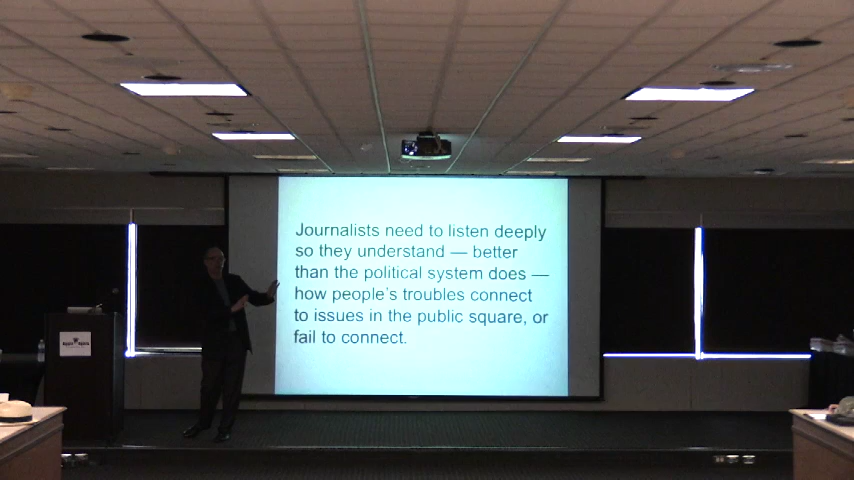 Journalists need to listen deeply
so they understand — better
than the political system does —
how people's troubles connect
to issues in the public square, or
fail to connect.